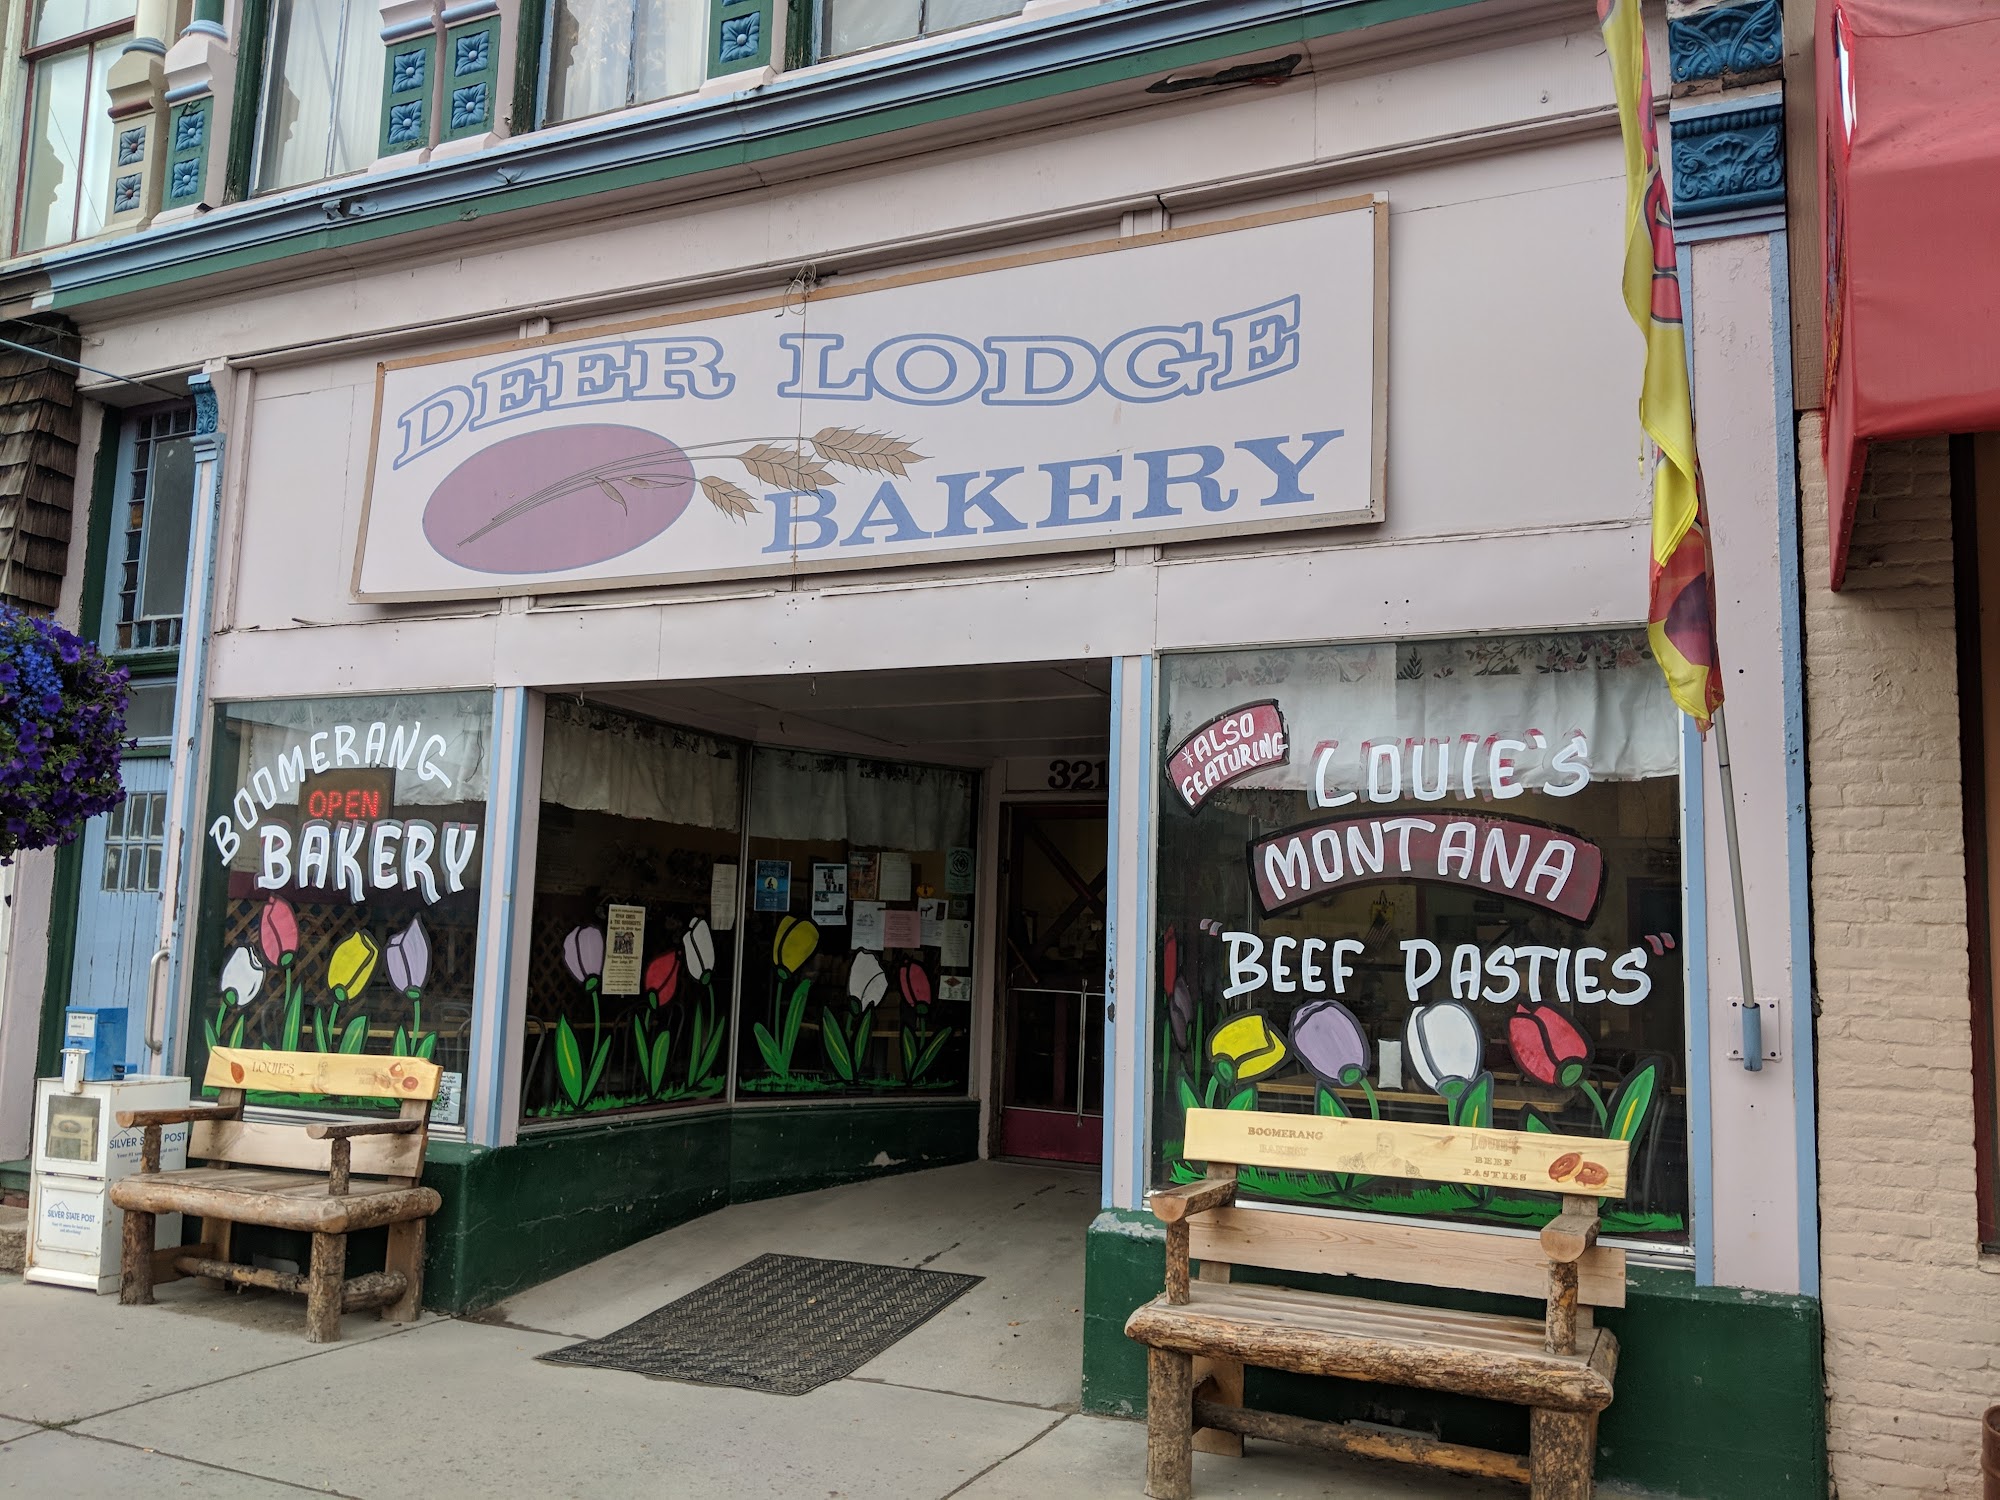 DEER LODGE
BAKERY
BOOMERANG
OPEN
BAKERY
321
*ALSO
FEATURING
LOUIE'S
MONTANA
"BEEF PASTIES"
LOUIE'S
SILVER STATE POST
SILVER STATE POST
BOOMERANG
BAKERY
LOUIE'S
BEEF
PASTIES